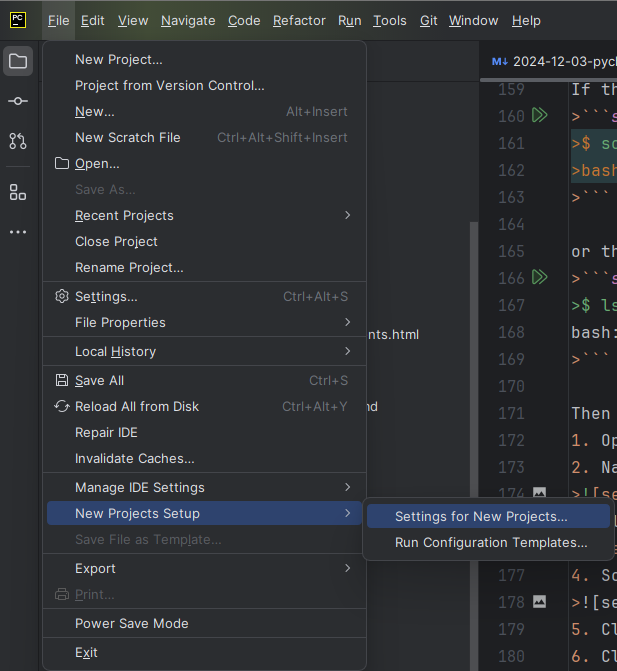 PC File Edit View Navigate Code Refactor Run Tools Git Window Help
New Project...
Project from Version Control...
New... Alt+Insert
New Scratch File Ctrl+Alt+Shift+Insert
Open...
Save As...
Recent Projects
Close Project
Rename Project...
Settings... Ctrl+Alt+S
File Properties
Local History
Save All Ctrl+S
Reload All from Disk Ctrl+Alt+Y
Repair IDE
Invalidate Caches...
Manage IDE Settings
New Projects Setup
Save File as Template...
Export
Print...
Power Save Mode
Exit
Settings for New Projects...
Run Configuration Templates...
nts.html
nd
M↓ 2024-12-03-pycl
159 If th
160 >```s
161 >$ so
162 >bash
163 >```
164
165 or th
166 >```s
167 >$ ls
168 bash:
169 >```
170
171 Then
172 1. Op
173 2. Na
174 >![se
177 4. Sc
178 >![se
179 5. Cl
180 6. Cl